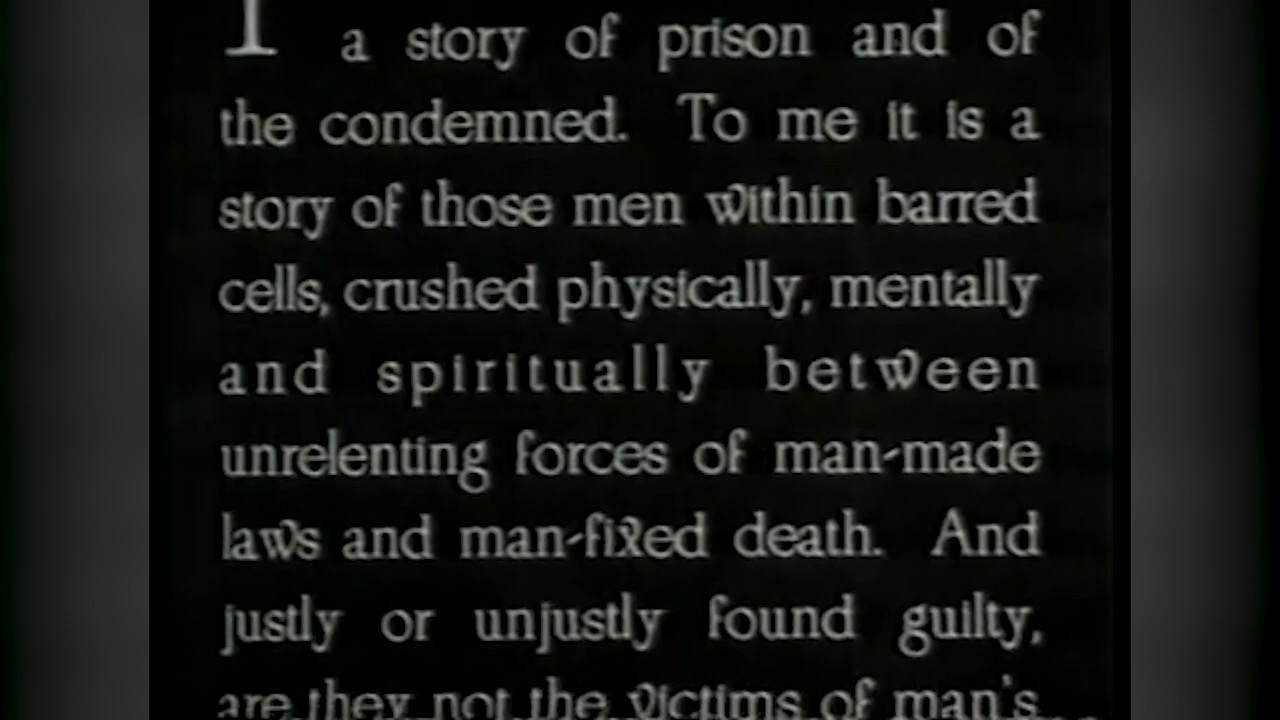 I a story of prison and of
the condemned. To me it is a
story of those men within barred
cells, crushed physically, mentally
and spiritually between
unrelenting forces of man-made
laws and man-fixed death. And
justly or unjustly found guilty,
are they not the victims of man's